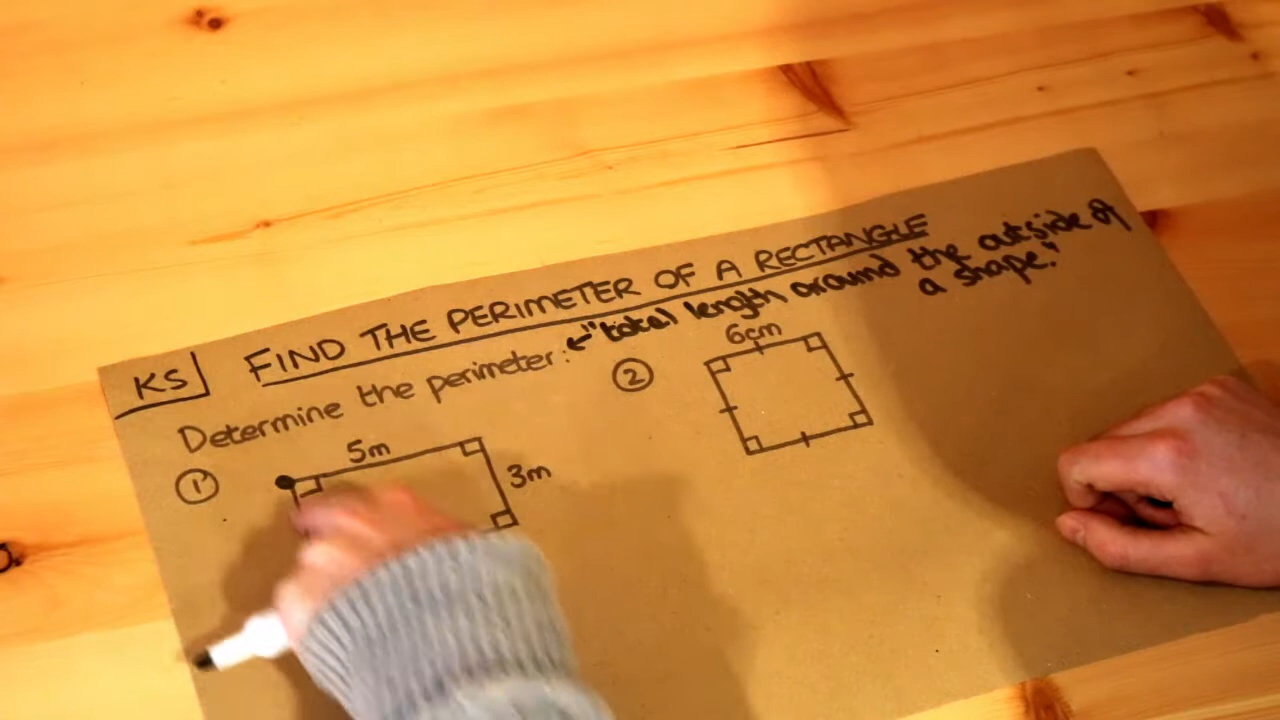 KS
FIND THE PERIMETER OF A RECTANGLE
Determine the perimeter: ← "total length around the outside of
a shape."
1
5m
3m
2
6cm